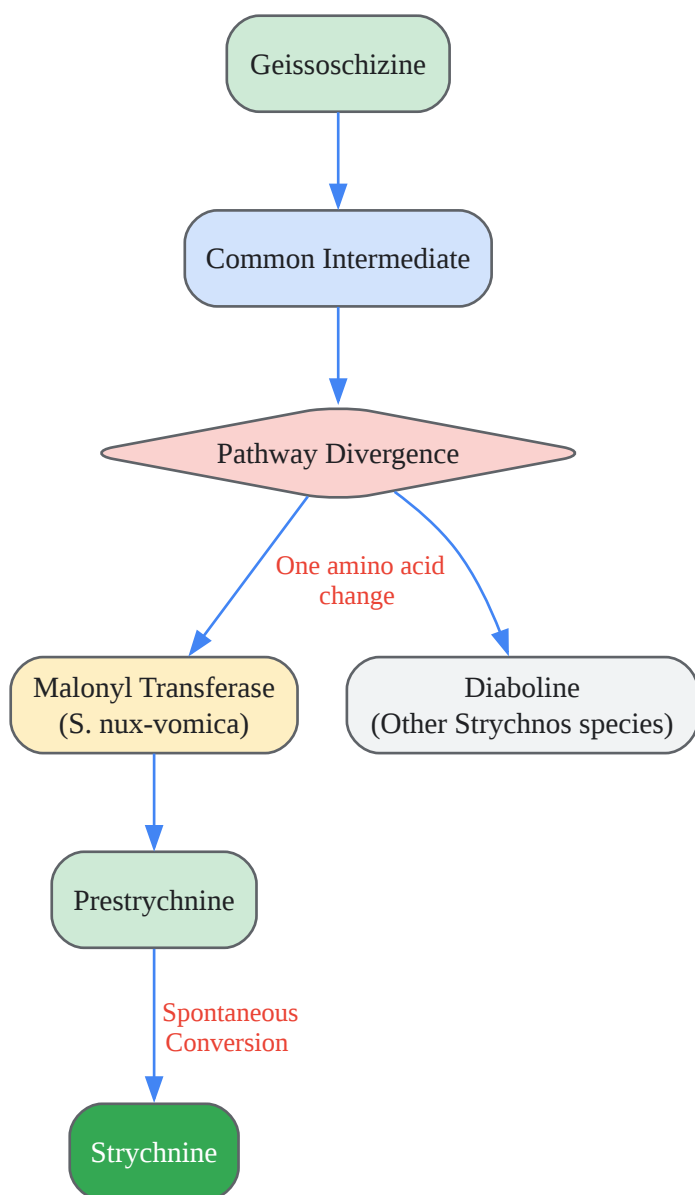 Geissoschizine
Common Intermediate
Pathway Divergence
One amino acid
change
Malonyl Transferase
(S. nux-vomica)
Diaboline
(Other Strychnos species)
Prestrychnine
Spontaneous
Conversion
Strychnine